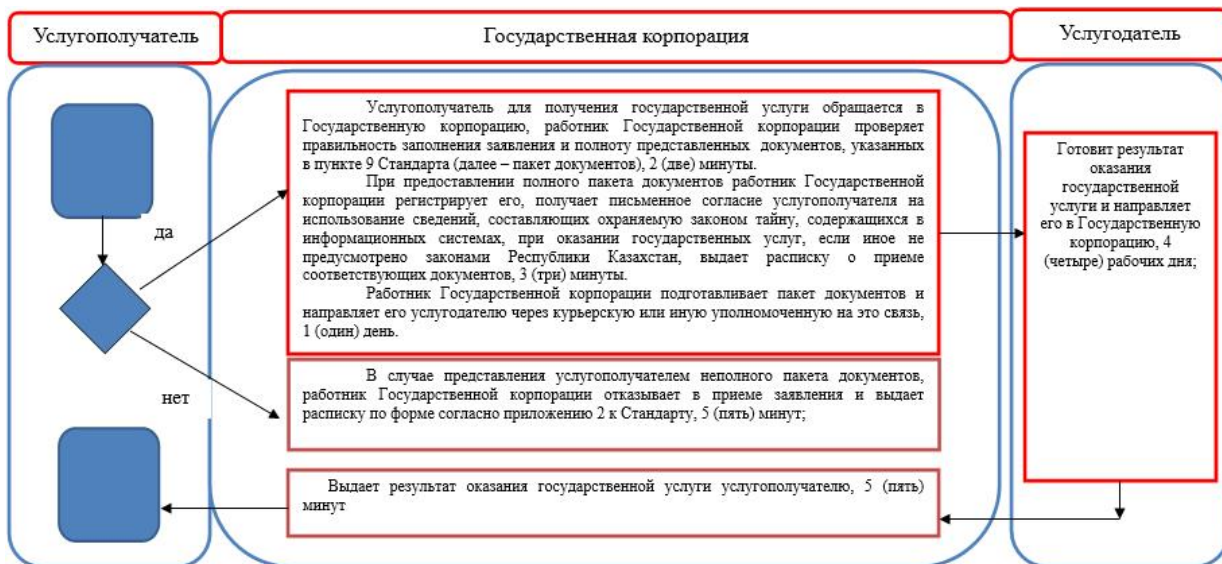 Услугополучатель
Государственная корпорация
Услугодатель
да
нет
Услугополучатель для получения государственной услуги обращается в
Государственную корпорацию, работник Государственной корпорации проверяет
правильность заполнения заявления и полноту представленных документов, указанных
в пункте 9 Стандарта (далее – пакет документов), 2 (две) минуты.
При предоставлении полного пакета документов работник Государственной
корпорации регистрирует его, получает письменное согласие услугополучателя на
использование сведений, составляющих охраняемую законом тайну, содержащихся в
информационных системах, при оказании государственных услуг, если иное не
предусмотрено законами Республики Казахстан, выдает расписку о приеме
соответствующих документов, 3 (три) минуты.
Работник Государственной корпорации подготавливает пакет документов и
направляет его услугодателю через курьерскую или иную уполномоченную на это связь,
1 (один) день.
В случае представления услугополучателем неполного пакета документов,
работник Государственной корпорации отказывает в приеме заявления и выдает
расписку по форме согласно приложению 2 к Стандарту, 5 (пять) минут;
Выдает результат оказания государственной услуги услугополучателю, 5 (пять)
минут
Готовит результат
оказания
государственной
услуги и направляет
его в Государственную
корпорацию, 4
(четыре) рабочих дня;